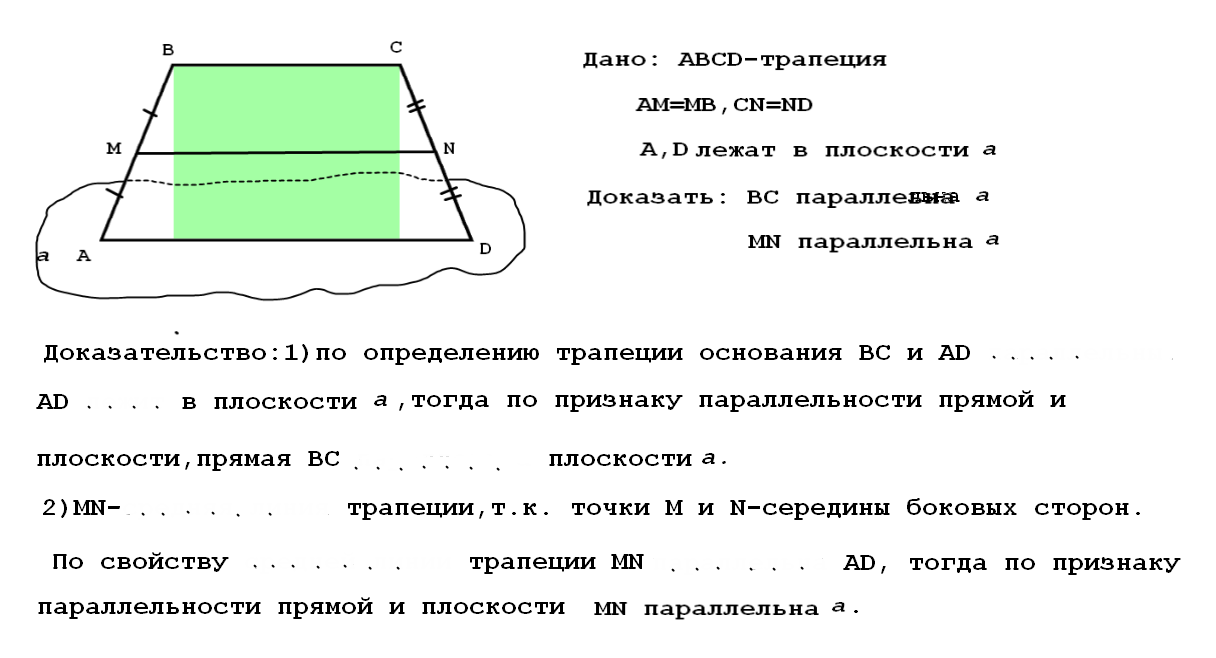 B C
Дано: ABCD-трапеция
AM=MB,CN=ND
M N
A,D лежат в плоскости a
Доказать: BC a
MN параллельна a
a A D
Доказательство:1)по определению трапеции основания BC и AD . . . . .
AD . . . . в плоскости a ,тогда по признаку параллельности прямой и
плоскости,прямая BC . . . . . . . плоскости a.
2)MN- . . . . . . . трапеции,т.к. точки M и N-середины боковых сторон.
По свойству . . . . . . . . трапеции MN . . . . . . . AD, тогда по признаку
параллельности прямой и плоскости MN параллельна a.